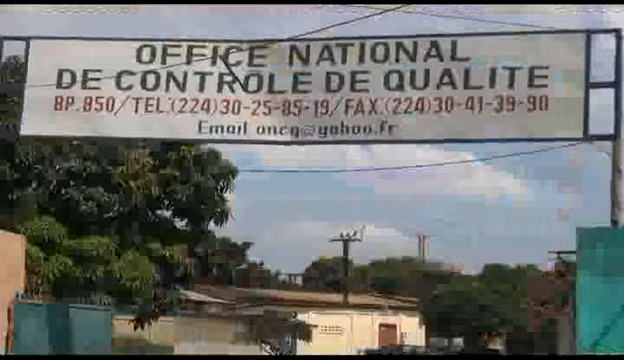 OFFICE NATIONAL
DE CONTRÔLE DE QUALITE
BP.850/TEL:(224)30-25-85-19/FAX:(224)30-41-39-90
Email oncq@yahoo.fr